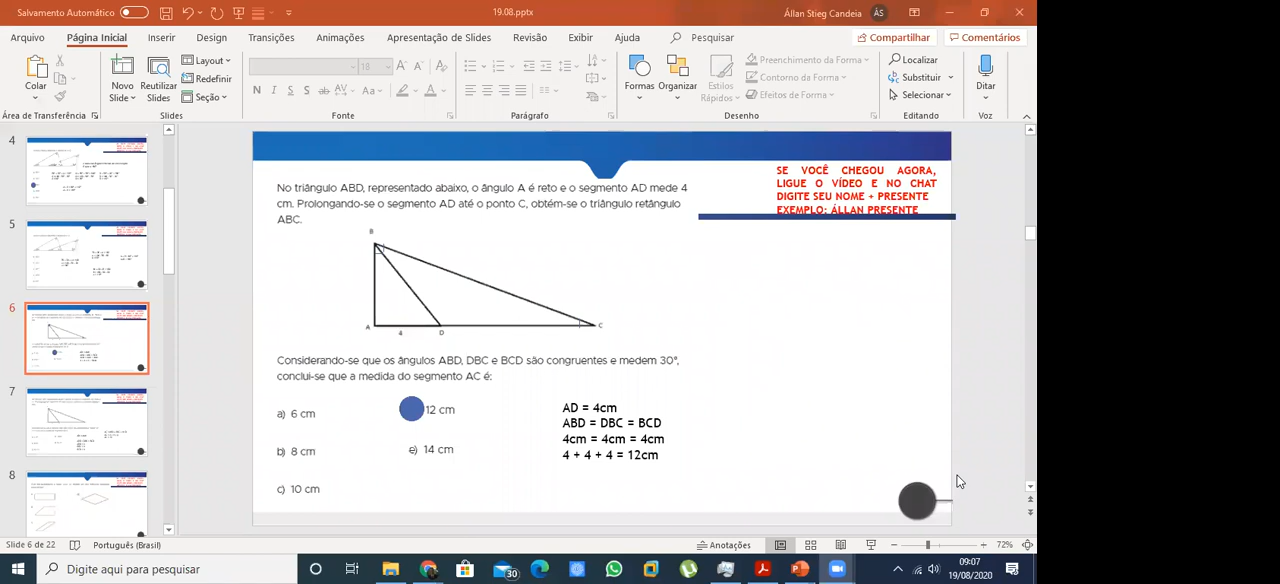 Salvamento Automático
19.08.pptx
Állan Stieg Candeia
ÁS
Arquivo
Página Inicial
Inserir
Design
Transições
Animações
Apresentação de Slides
Revisão
Exibir
Ajuda
Pesquisar
Compartilhar
Comentários
Colar
Novo Slide
Reutilizar Slides
Layout
Redefinir
Seção
18
N I S S ab AV Aa A
Formas
Organizar
Estilos Rápidos
Preenchimento da Forma
Contorno da Forma
Efeitos de Forma
Localizar
Substituir
Selecionar
Ditar
Área de Transferência
Slides
Fonte
Parágrafo
Desenho
Editando
Voz
4
5
6
7
8
SE VOCÊ CHEGOU AGORA,
LIGUE O VÍDEO E NO CHAT
DIGITE SEU NOME + PRESENTE
EXEMPLO: ÁLLAN PRESENTE
No triângulo ABD, representado abaixo, o ângulo A é reto e o segmento AD mede 4
cm. Prolongando-se o segmento AD até o ponto C, obtém-se o triângulo retângulo
ABC.
B
A
4
D
C
Considerando-se que os ângulos ABD, DBC e BCD são congruentes e medem 30°,
conclui-se que a medida do segmento AC é:
a) 6 cm
12 cm
b) 8 cm
e) 14 cm
c) 10 cm
AD = 4cm
ABD = DBC = BCD
4cm = 4cm = 4cm
4 + 4 + 4 = 12cm
Slide 6 de 22
Português (Brasil)
Anotações
72%
Digite aqui para pesquisar
30
09:07
19/08/2020